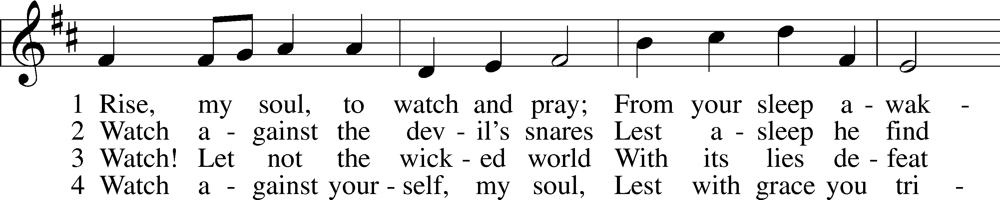 1 Rise, my soul, to watch and pray; From your sleep a - wak -
2 Watch a - gainst the dev - il's snares Lest a - sleep he find
3 Watch! Let not the wick - ed world With its lies de - feat
4 Watch a - gainst your - self, my soul, Lest with grace you tri -